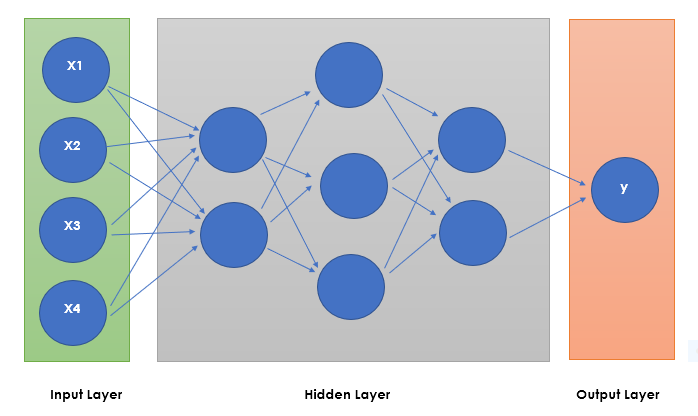 X1
X2
X3
X4
y
Input Layer
Hidden Layer
Output Layer